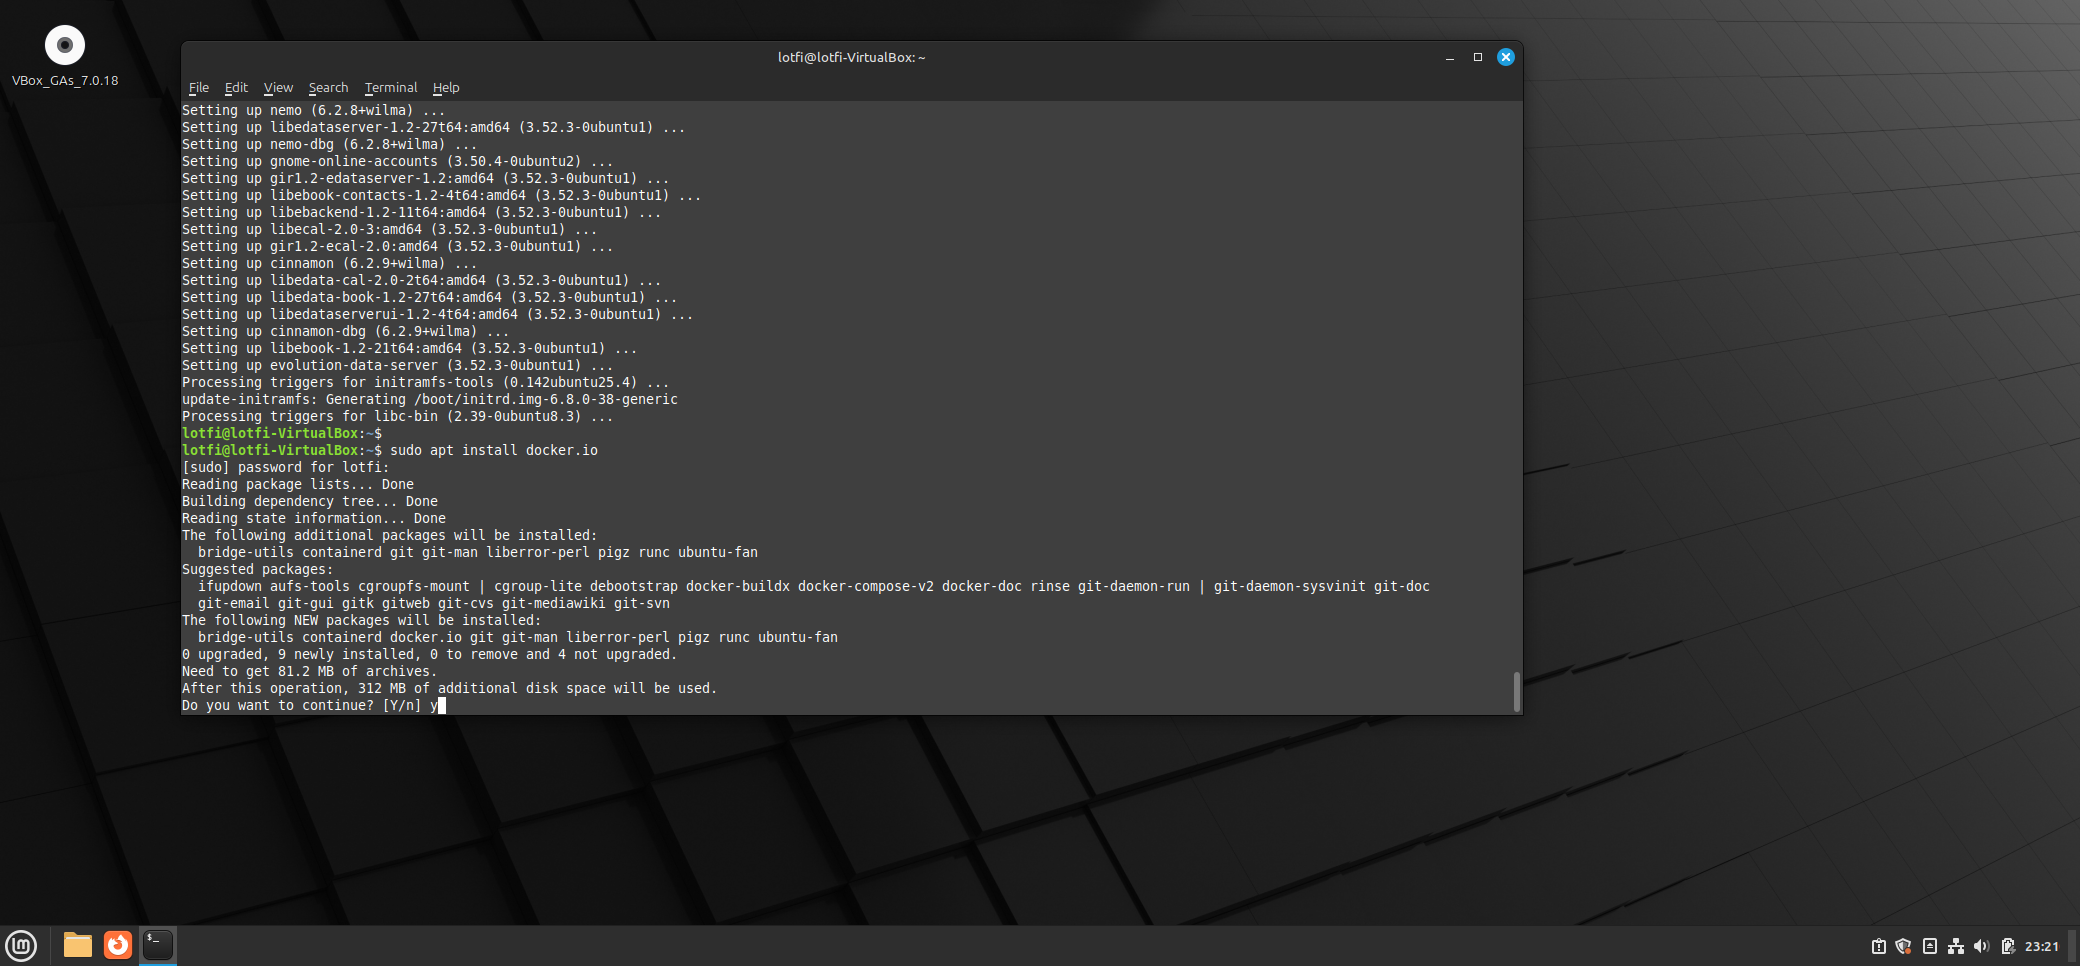 VBox_GAs_7.0.18
lotfi@lotfi-VirtualBox: ~
File Edit View Search Terminal Help
Setting up nemo (6.2.8+wilma) ...
Setting up libedataserver-1.2-27t64:amd64 (3.52.3-0ubuntu1) ...
Setting up nemo-dbg (6.2.8+wilma) ...
Setting up gnome-online-accounts (3.50.4-0ubuntu2) ...
Setting up gir1.2-edataserver-1.2:amd64 (3.52.3-0ubuntu1) ...
Setting up libebook-contacts-1.2-4t64:amd64 (3.52.3-0ubuntu1) ...
Setting up libebackend-1.2-11t64:amd64 (3.52.3-0ubuntu1) ...
Setting up libecal-2.0-3:amd64 (3.52.3-0ubuntu1) ...
Setting up gir1.2-ecal-2.0:amd64 (3.52.3-0ubuntu1) ...
Setting up cinnamon (6.2.9+wilma) ...
Setting up libedata-cal-2.0-2t64:amd64 (3.52.3-0ubuntu1) ...
Setting up libedata-book-1.2-27t64:amd64 (3.52.3-0ubuntu1) ...
Setting up libedataserverui-1.2-4t64:amd64 (3.52.3-0ubuntu1) ...
Setting up cinnamon-dbg (6.2.9+wilma) ...
Setting up libebook-1.2-21t64:amd64 (3.52.3-0ubuntu1) ...
Setting up evolution-data-server (3.52.3-0ubuntu1) ...
Processing triggers for initramfs-tools (0.142ubuntu25.4) ...
update-initramfs: Generating /boot/initrd.img-6.8.0-38-generic
Processing triggers for libc-bin (2.39-0ubuntu8.3) ...
lotfi@lotfi-VirtualBox:~$
lotfi@lotfi-VirtualBox:~$ sudo apt install docker.io
[sudo] password for lotfi:
Reading package lists... Done
Building dependency tree... Done
Reading state information... Done
The following additional packages will be installed:
  bridge-utils containerd git git-man liberror-perl pigz runc ubuntu-fan
Suggested packages:
  ifupdown aufs-tools cgroupfs-mount | cgroup-lite debootstrap docker-buildx docker-compose-v2 docker-doc rinse git-daemon-run | git-daemon-sysvinit git-doc
  git-email git-gui gitk gitweb git-cvs git-mediawiki git-svn
The following NEW packages will be installed:
  bridge-utils containerd docker.io git git-man liberror-perl pigz runc ubuntu-fan
0 upgraded, 9 newly installed, 0 to remove and 4 not upgraded.
Need to get 81.2 MB of archives.
After this operation, 312 MB of additional disk space will be used.
Do you want to continue? [Y/n] y
$_
23:21